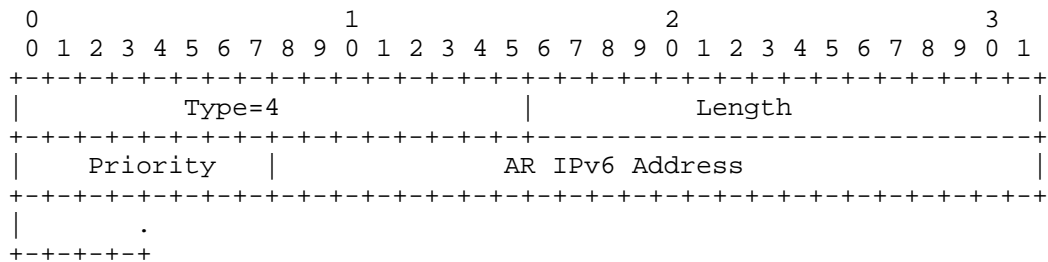 0                   1                   2                   3
 0 1 2 3 4 5 6 7 8 9 0 1 2 3 4 5 6 7 8 9 0 1 2 3 4 5 6 7 8 9 0 1
+-+-+-+-+-+-+-+-+-+-+-+-+-+-+-+-+-+-+-+-+-+-+-+-+-+-+-+-+-+-+-+-+
|          Type=4               |          Length               |
+-+-+-+-+-+-+-+-+-+-+-+-+-+-+-+-+-------------------------------+
|    Priority   |              AR IPv6 Address                  |
+-+-+-+-+-+-+-+-+-+-+-+-+-+-+-+-+-+-+-+-+-+-+-+-+-+-+-+-+-+-+-+-+
|       .
+-+-+-+-+